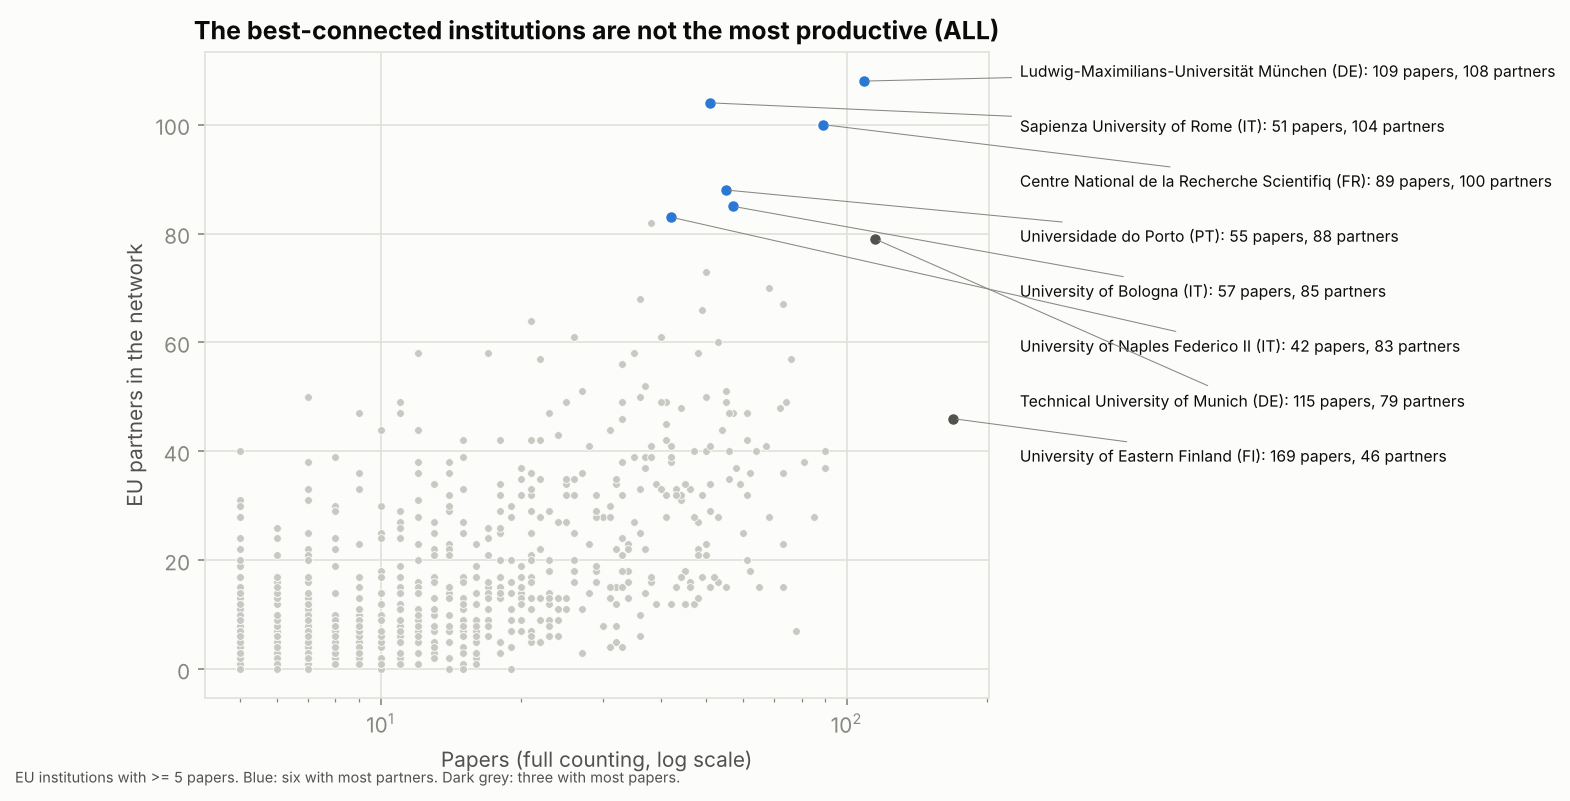 The best-connected institutions are not the most productive (ALL)
Ludwig-Maximilians-Universität München (DE): 109 papers, 108 partners
Sapienza University of Rome (IT): 51 papers, 104 partners
Centre National de la Recherche Scientifiq (FR): 89 papers, 100 partners
Universidade do Porto (PT): 55 papers, 88 partners
University of Bologna (IT): 57 papers, 85 partners
University of Naples Federico II (IT): 42 papers, 83 partners
Technical University of Munich (DE): 115 papers, 79 partners
University of Eastern Finland (FI): 169 papers, 46 partners
EU partners in the network
100
80
60
40
20
0
10¹ 10²
Papers (full counting, log scale)
EU institutions with >= 5 papers. Blue: six with most partners. Dark grey: three with most papers.